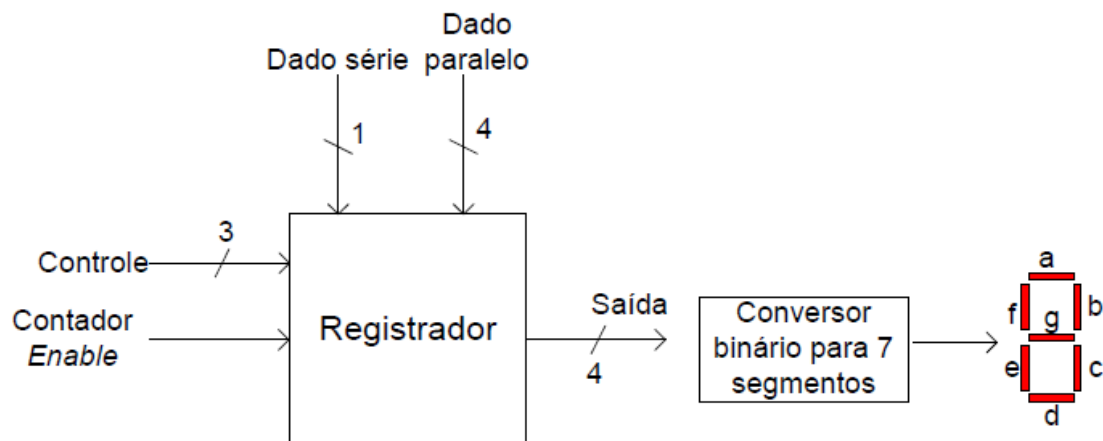 Dado
Dado série paralelo
1
4
3
Controle
Contador
Enable
Registrador
Saída
4
Conversor
binário para 7
segmentos
a
f
b
g
e
c
d